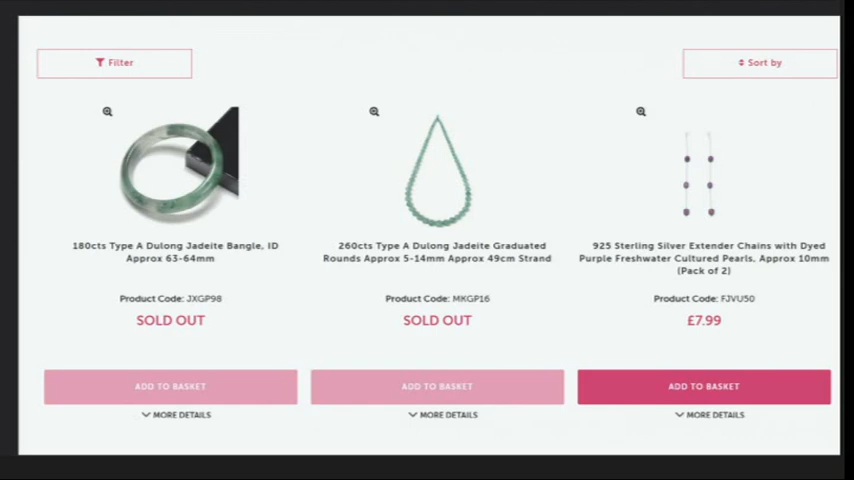 Filter
Sort by
180cts Type A Dulong Jadeite Bangle, ID
Approx 63-64mm
Product Code: JXGP98
SOLD OUT
ADD TO BASKET
MORE DETAILS
260cts Type A Dulong Jadeite Graduated
Rounds Approx 5-14mm Approx 49cm Strand
Product Code: MKGP16
SOLD OUT
ADD TO BASKET
MORE DETAILS
925 Sterling Silver Extender Chains with Dyed
Purple Freshwater Cultured Pearls, Approx 10mm
(Pack of 2)
Product Code: FJVU50
£7.99
ADD TO BASKET
MORE DETAILS